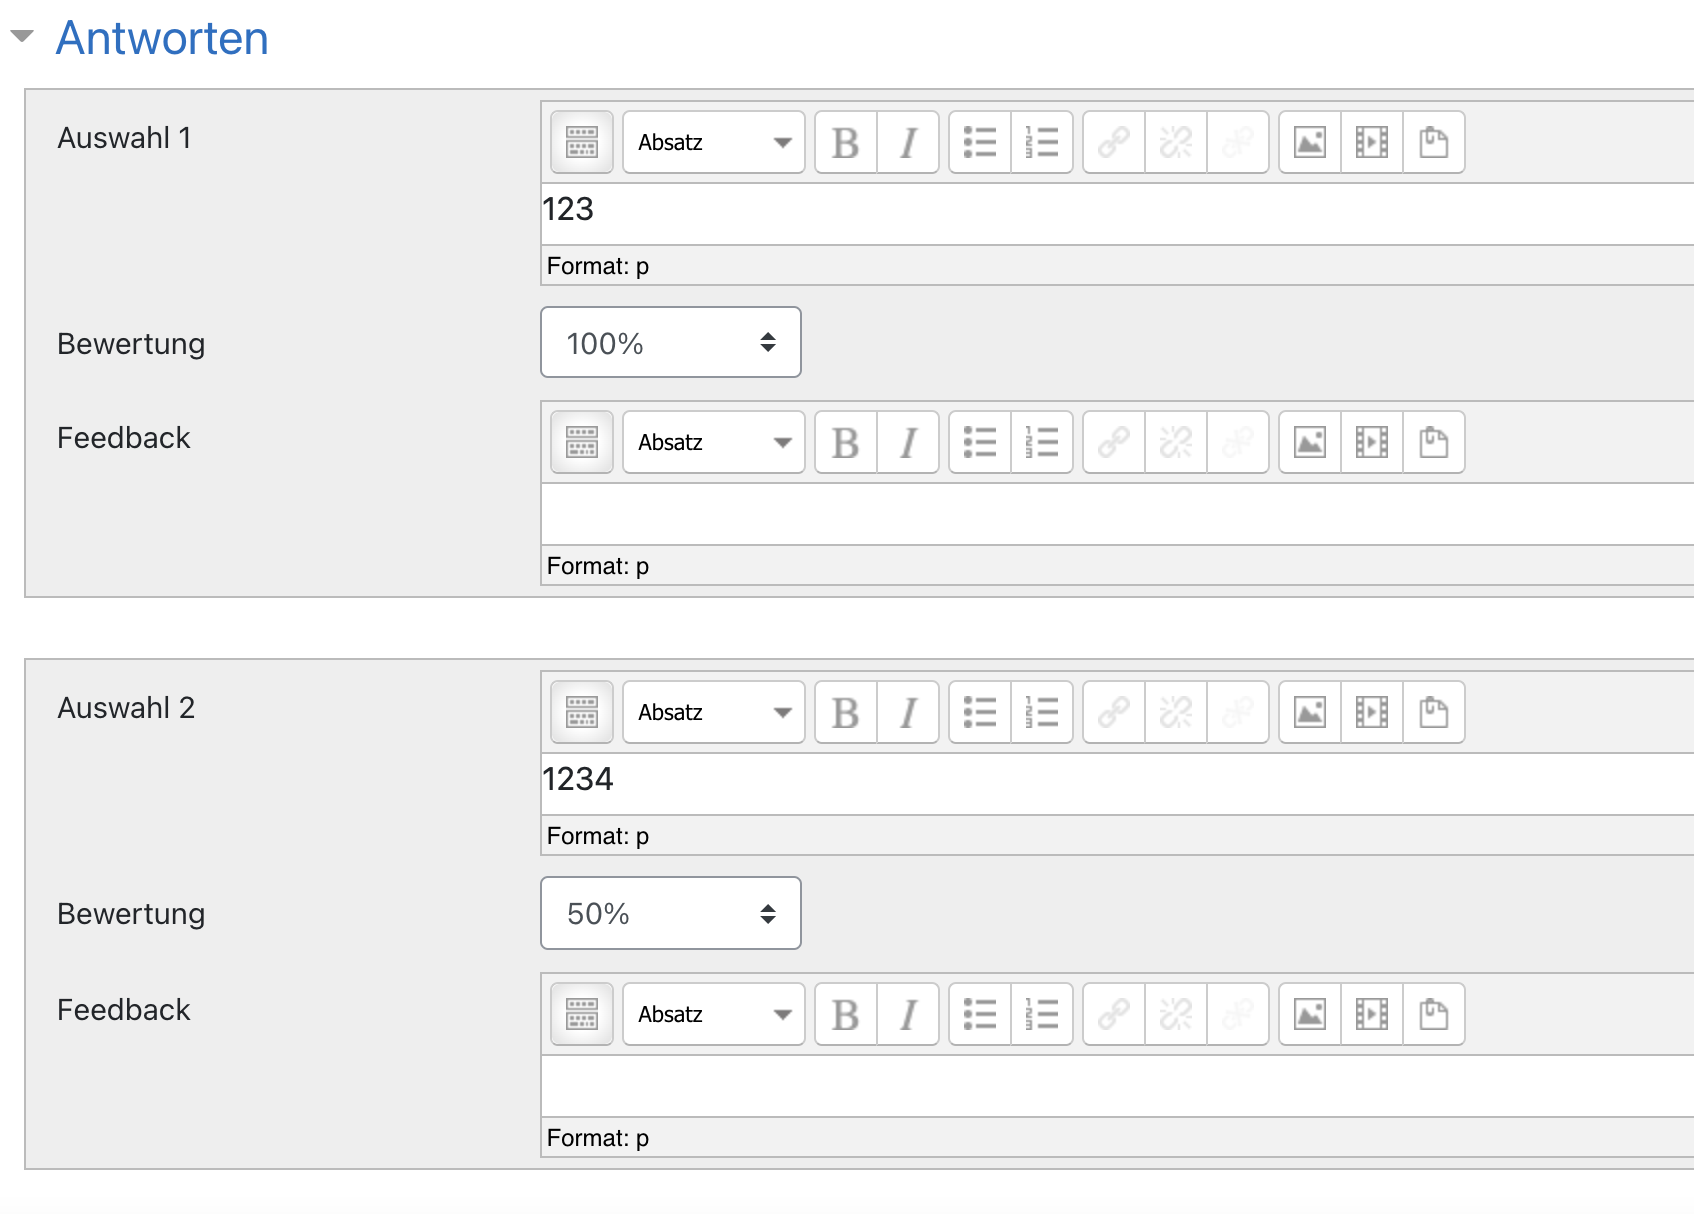 Antworten
Auswahl 1
Absatz
B I
123
Format: p
Bewertung
100%
Feedback
Absatz
B I
Format: p
Auswahl 2
Absatz
B I
1234
Format: p
Bewertung
50%
Feedback
Absatz
B I
Format: p